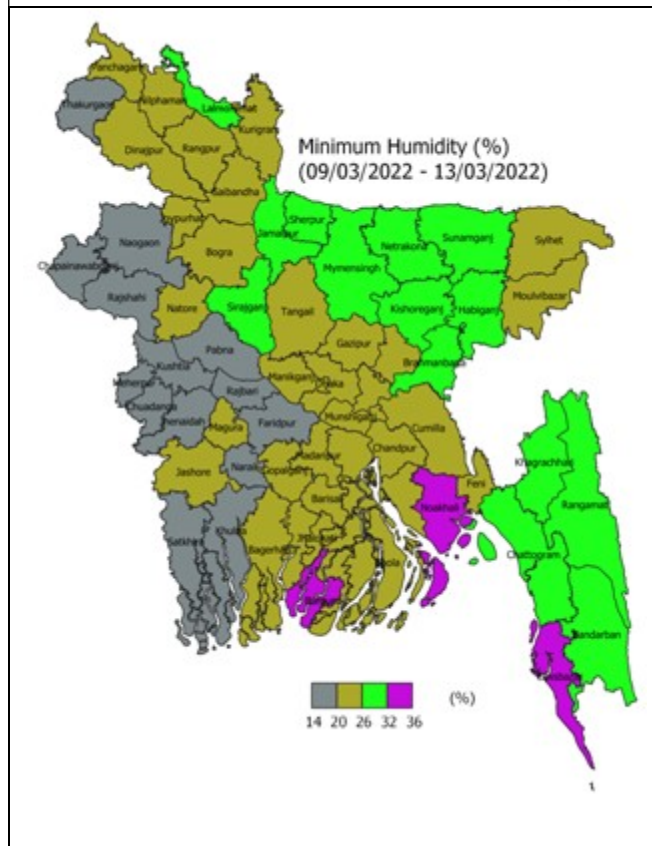 Panchagarh
Thakurgaon
Nilphamari
Lalmonirhat
Kurigram
Dinajpur
Rangpur
Minimum Humidity (%)
(09/03/2022 - 13/03/2022)
Gaibandha
Joypurhat
Naogaon
Bogra
Jamalpur
Sherpur
Netrakona
Sunamganj
Sylhet
Mymensingh
Chapainawabganj
Rajshahi
Natore
Sirajganj
Tangail
Kishoreganj
Habiganj
Moulvibazar
Pabna
Gazipur
Brahmanbaria
Kushtia
Meherpur
Rajbari
Manikganj
Dhaka
Chuadanga
Jhenaidah
Magura
Faridpur
Munshiganj
Cumilla
Chandpur
Jashore
Narail
Gopalganj
Madaripur
Khagrachhari
Feni
Noakhali
Rangamati
Barisal
Satkhira
Khulna
Bagerhat
Jhalokati
Bhola
Chattogram
Bandarban
(%)
14 20 26 32 36